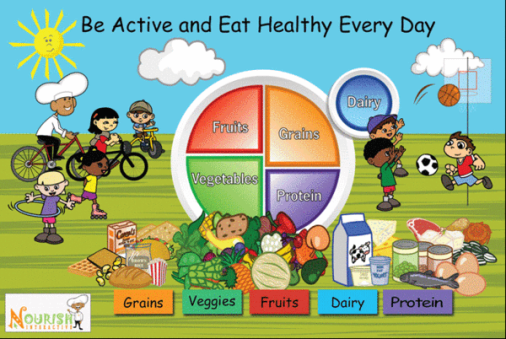 Be Active and Eat Healthy Every Day
Dairy
Fruits
Grains
Vegetables
Protein
Grains
Veggies
Fruits
Dairy
Protein
Nourish
INTERACTIVE